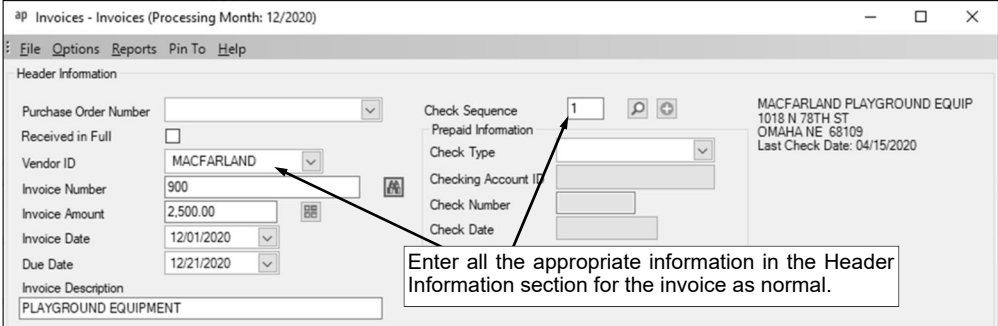 ap Invoices - Invoices (Processing Month: 12/2020)
File Options Reports Pin To Help
Header Information
Purchase Order Number
Received in Full
Vendor ID MACFARLAND
Invoice Number 900
Invoice Amount 2,500.00
Invoice Date 12/01/2020
Due Date 12/21/2020
Invoice Description
PLAYGROUND EQUIPMENT
Check Sequence 1
Prepaid Information
Check Type
Checking Account ID
Check Number
Check Date
MACFARLAND PLAYGROUND EQUIP
1018 N 78TH ST
OMAHA NE 68109
Last Check Date: 04/15/2020
Enter all the appropriate information in the Header
Information section for the invoice as normal.